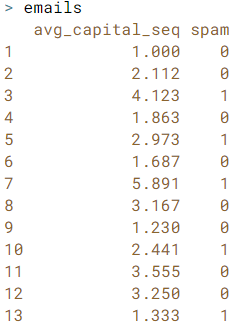 > emails
avg_capital_seq spam
1 1.000 0
2 2.112 0
3 4.123 1
4 1.863 0
5 2.973 1
6 1.687 0
7 5.891 1
8 3.167 0
9 1.230 0
10 2.441 1
11 3.555 0
12 3.250 0
13 1.333 1